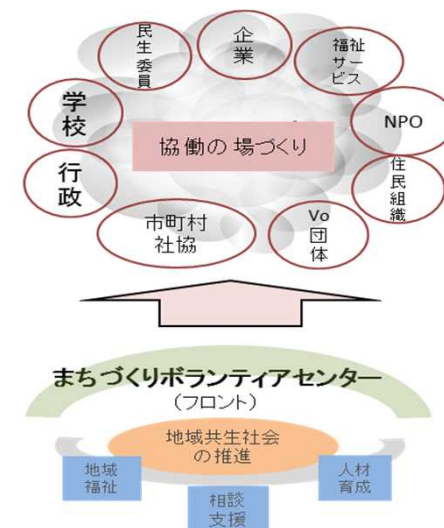 民生
委員
企
業
福祉
サー
ビス
学
校
NPO
協働の場づくり
行
政
住
民
組
織
市町村
社協
Vo
団
体
まちづくりボランティアセンター
（フロント）
地域共生社会
の推進
地域
福祉
相談
支援
人材
育成